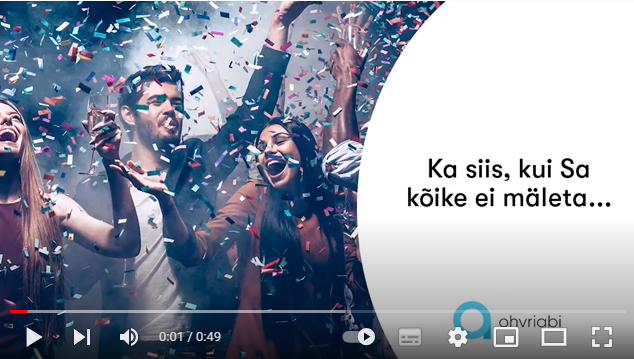 Ka siis, kui Sa
kõike ei mäleta...
ohvriabi
0:01 / 0:49